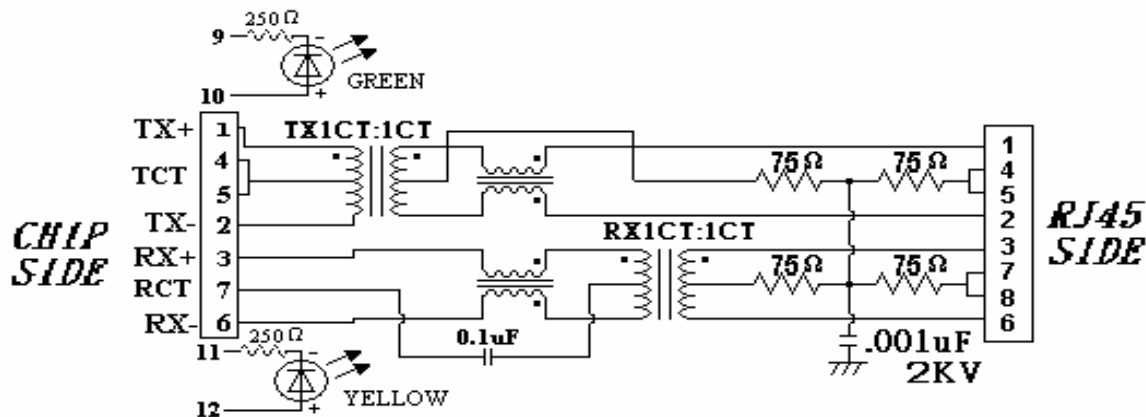 250 Ω
9
GREEN
10
TX+
1
TX1CT:1CT
1
4
75Ω
75Ω
4
TCT
5
5
TX-
2
2
CHIP SIDE
RX1CT:1CT
RJ45 SIDE
RX+
3
3
RCT
7
75Ω
75Ω
7
8
RX-
6
6
0.1uF
.001uF
2KV
11
250 Ω
YELLOW
12
- 
+
-
+